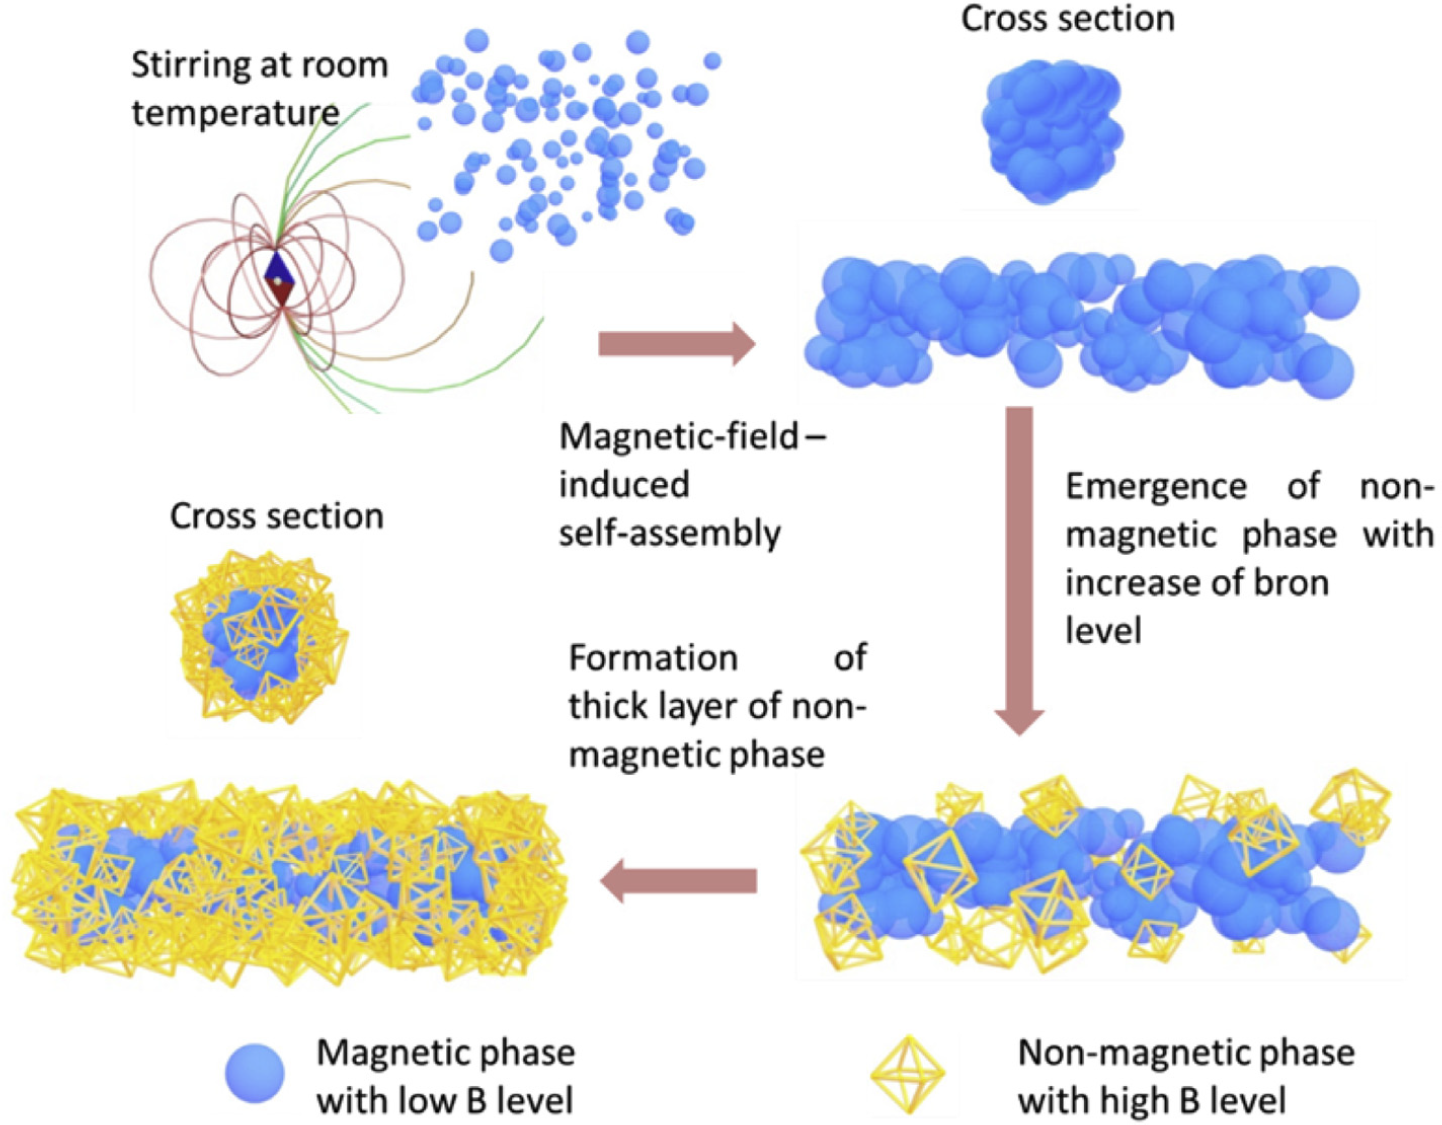 Stirring at room
temperature
Cross section
Magnetic-field –
induced
self-assembly
Emergence of non-
magnetic phase with
increase of bron
level
Cross section
Formation of
thick layer of non-
magnetic phase
Magnetic phase
with low B level
Non-magnetic phase
with high B level